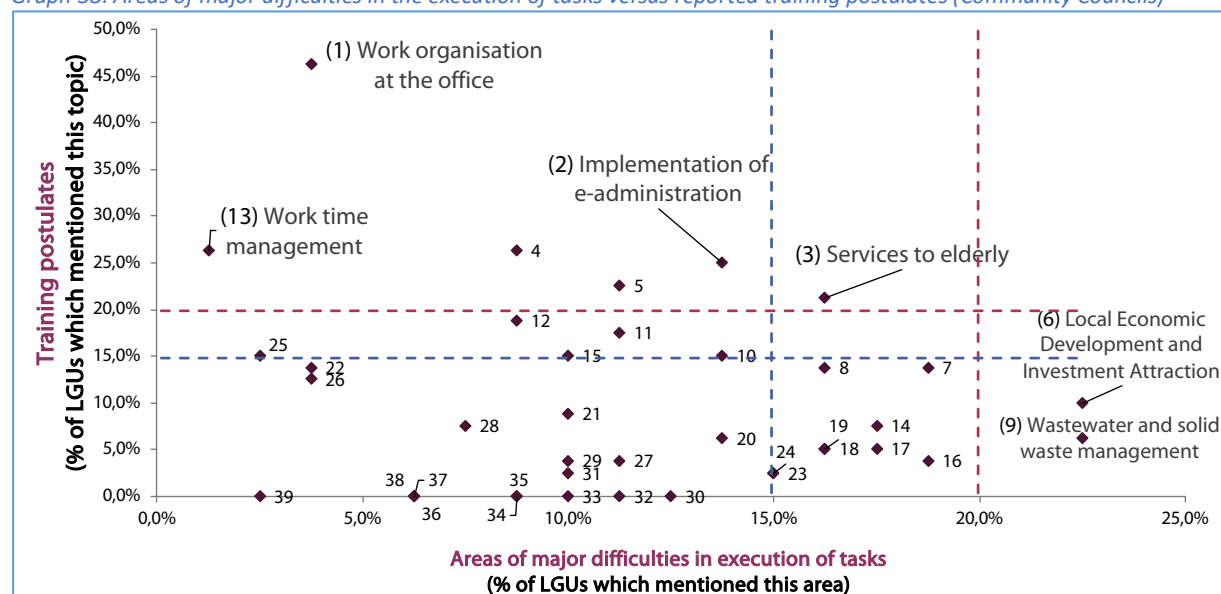 Graph 38. Areas of major difficulties in the execution of tasks versus reported training postulates (Community Councils)
50,0%
45,0%
40,0%
35,0%
30,0%
25,0%
20,0%
15,0%
10,0%
5,0%
0,0%
Training postulates
(% of LGUs which mentioned this topic)
(1) Work organisation
at the office
(2) Implementation of
e-administration
(13) Work time
management
4
(3) Services to elderly
5
12
11
(6) Local Economic
Development and
Investment Attraction
25
15
10
22
26
8
7
21
28
20
19
14
(9) Wastewater and solid
waste management
18
17
29
27
24
16
31
23
38
37
35
39
36
34
33
32
30
0,0%
5,0%
10,0%
15,0%
20,0%
25,0%
Areas of major difficulties in execution of tasks
(% of LGUs which mentioned this area)